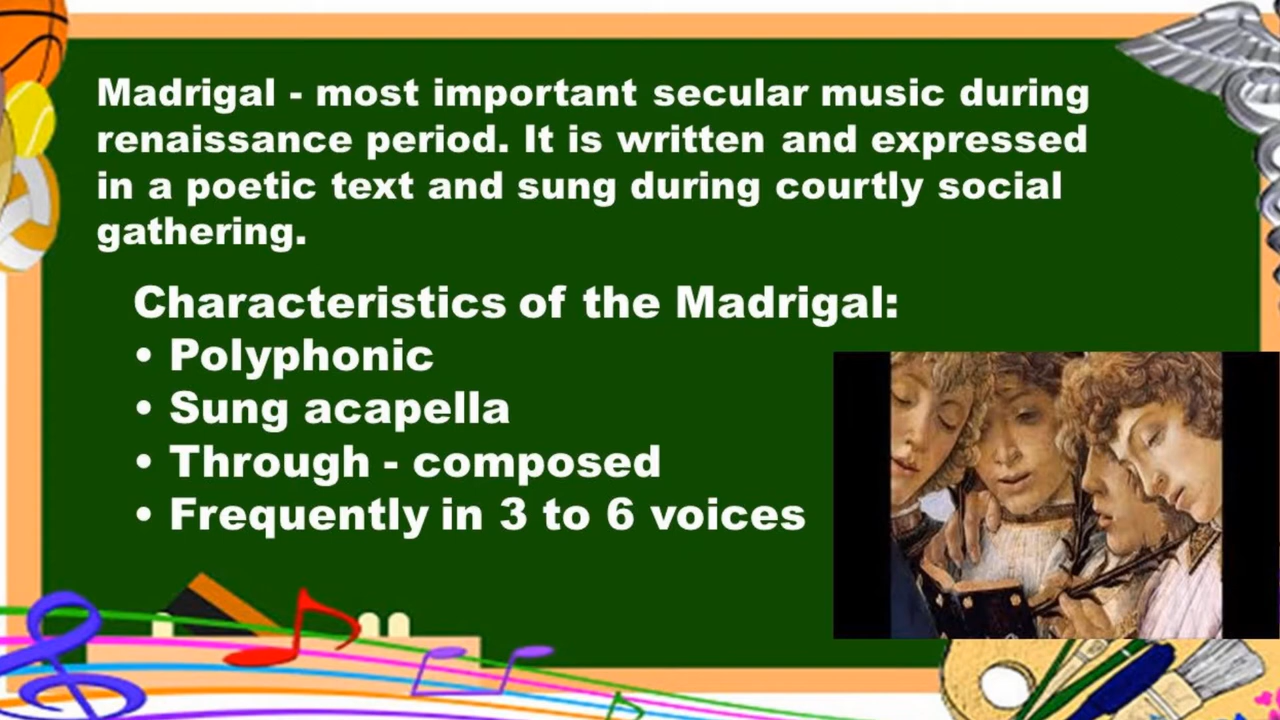 Madrigal - most important secular music during
renaissance period. It is written and expressed
in a poetic text and sung during courtly social
gathering.
Characteristics of the Madrigal:
• Polyphonic
• Sung acapella
• Through - composed
• Frequently in 3 to 6 voices